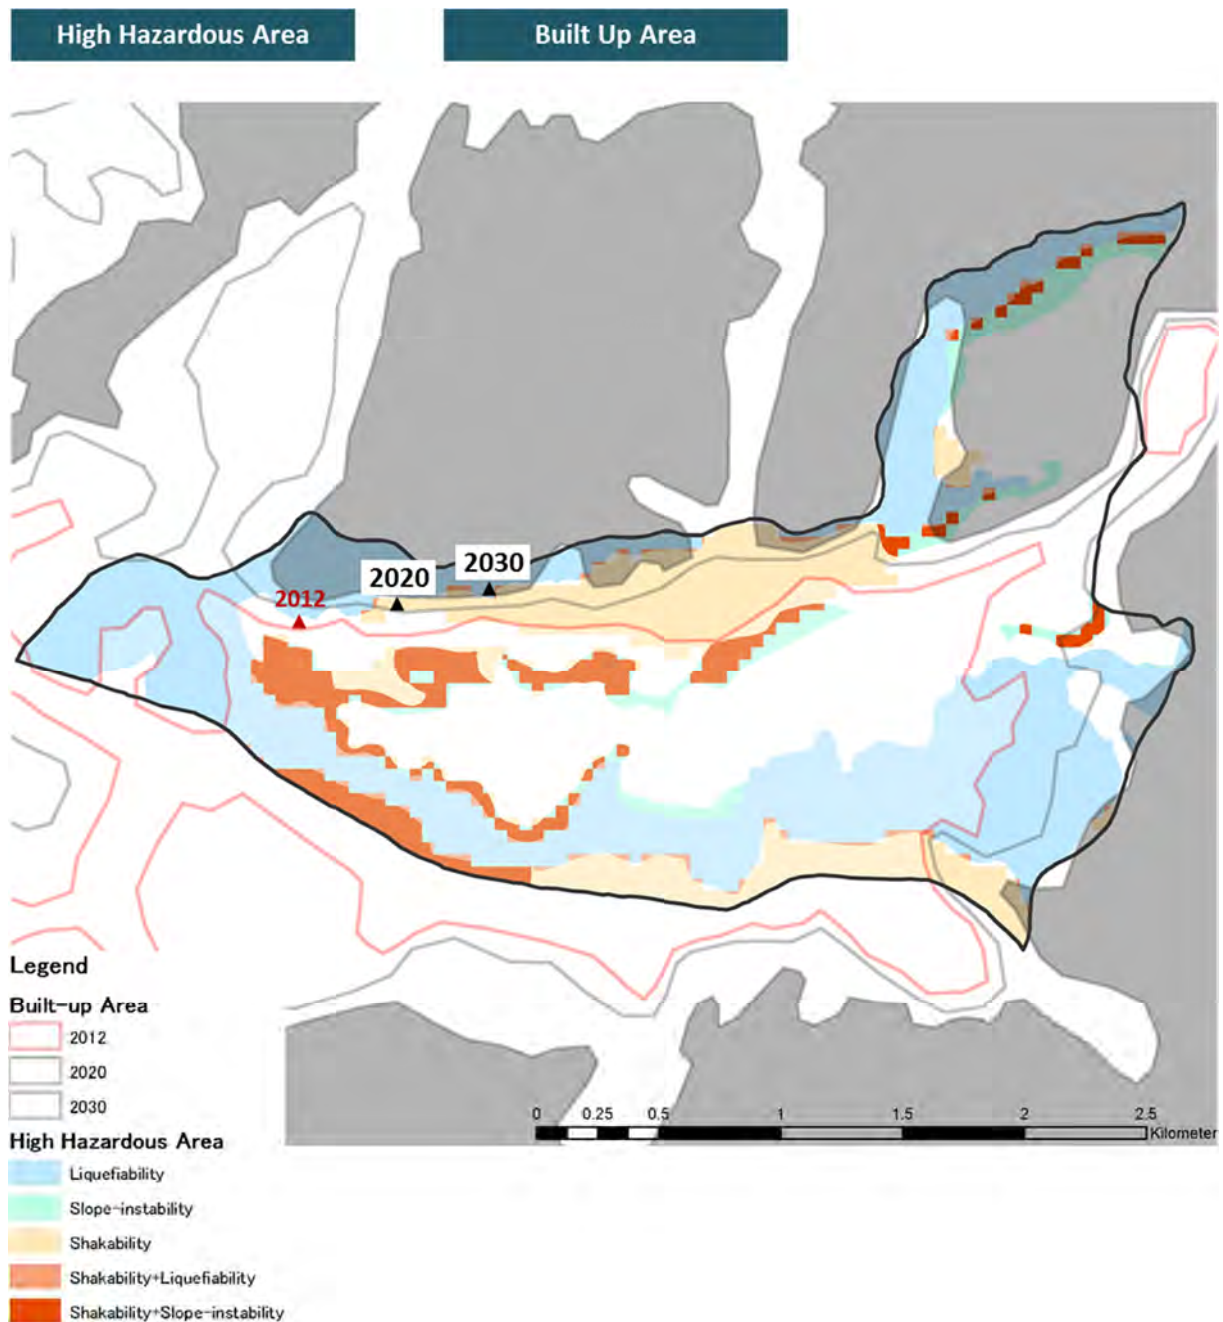 High Hazardous Area
Built Up Area
2030
2020
2012
Legend
Built-up Area
2012
2020
2030
High Hazardous Area
Liquefiability
Slope-instability
Shakability
Shakability+Liquefiability
Shakability+Slope-instability
0 0.25 0.5 1 1.5 2 2.5
Kilometer